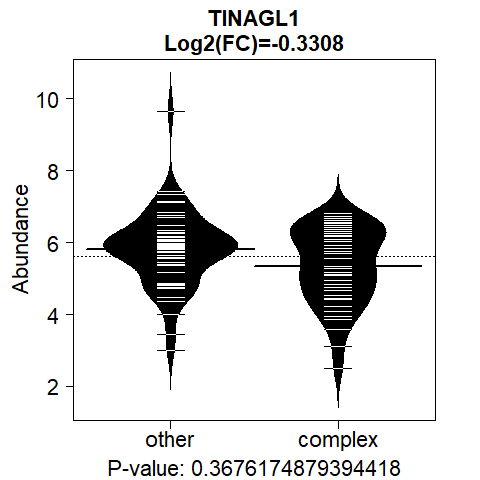 TINAGL1
Log2(FC)=-0.3308
Abundance
10
8
6
4
2
other complex
P-value: 0.3676174879394418